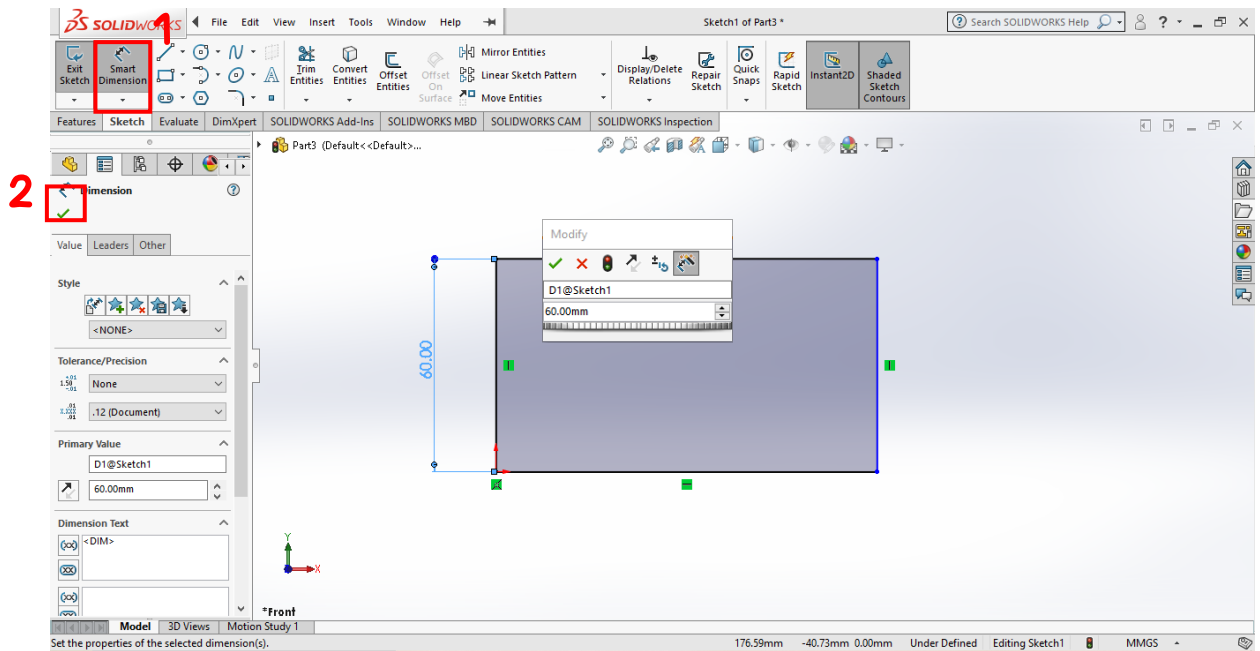 1
SOLIDWORKS File Edit View Insert Tools Window Help Sketch1 of Part3 * Search SOLIDWORKS Help ?
Exit Sketch
Smart Dimension
Trim Entities
Convert Entities
Offset Entities
Offset On Surface
Mirror Entities
Linear Sketch Pattern
Move Entities
Display/Delete Relations
Repair Sketch
Quick Snaps
Rapid Sketch
Instant2D
Shaded Sketch Contours
Features Sketch Evaluate DimXpert SOLIDWORKS Add-Ins SOLIDWORKS MBD SOLIDWORKS CAM SOLIDWORKS Inspection
Part3 (Default<<Default>...
2
Dimension
Value Leaders Other
Style
<NONE>
Tolerance/Precision
None
.12 (Document)
Primary Value
D1@Sketch1
60.00mm
Dimension Text
<DIM>
Modify
D1@Sketch1
60.00mm
60.00
Y
X
*Front
Model 3D Views Motion Study 1
Set the properties of the selected dimension(s). 176.59mm -40.73mm 0.00mm Under Defined Editing Sketch1 MMGS